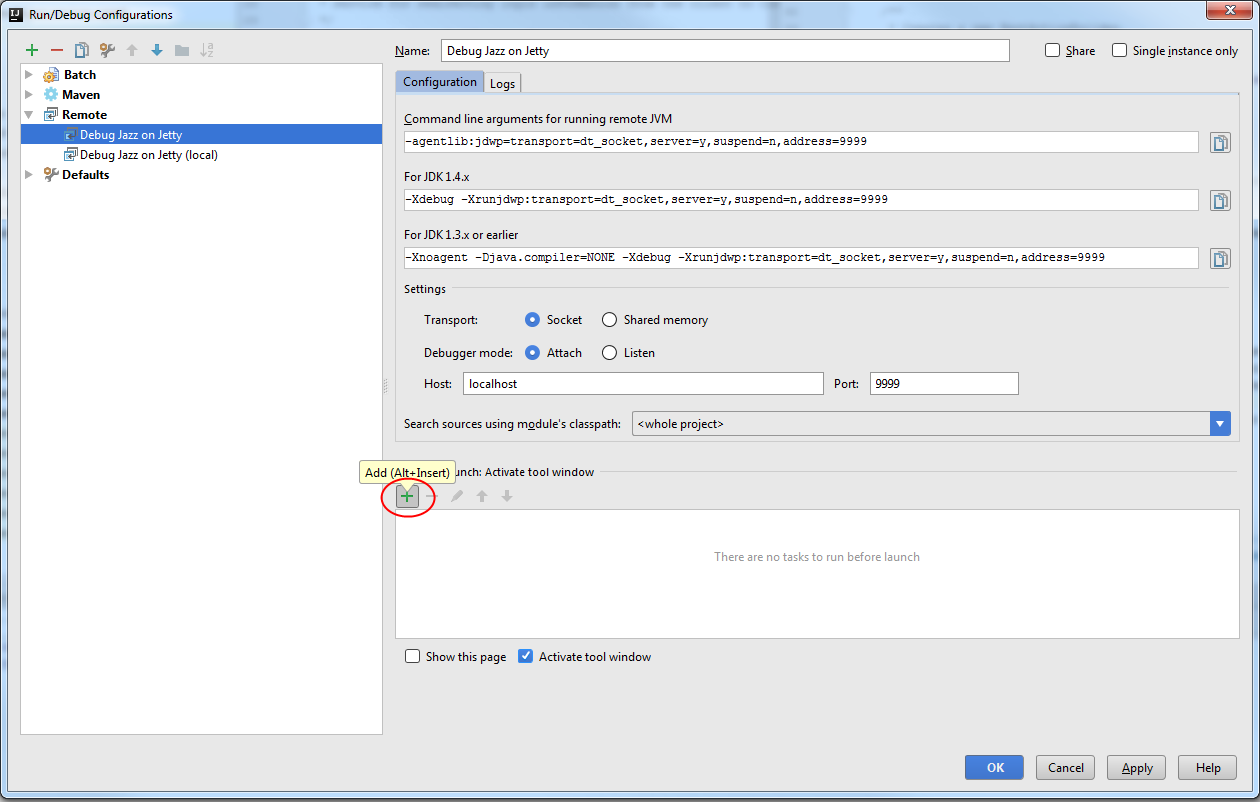 Run/Debug Configurations
Batch
Maven
Remote
Debug Jazz on Jetty
Debug Jazz on Jetty (local)
Defaults
Name: Debug Jazz on Jetty Share Single instance only
Configuration Logs
Command line arguments for running remote JVM
-agentlib:jdwp=transport=dt_socket,server=y,suspend=n,address=9999
For JDK 1.4.x
-Xdebug -Xrunjdwp:transport=dt_socket,server=y,suspend=n,address=9999
For JDK 1.3.x or earlier
-Xnoagent -Djava.compiler=NONE -Xdebug -Xrunjdwp:transport=dt_socket,server=y,suspend=n,address=9999
Settings
Transport: Socket Shared memory
Debugger mode: Attach Listen
Host: localhost Port: 9999
Search sources using module's classpath: <whole project>
Add (Alt+Insert) unch: Activate tool window
There are no tasks to run before launch
Show this page Activate tool window
OK Cancel Apply Help